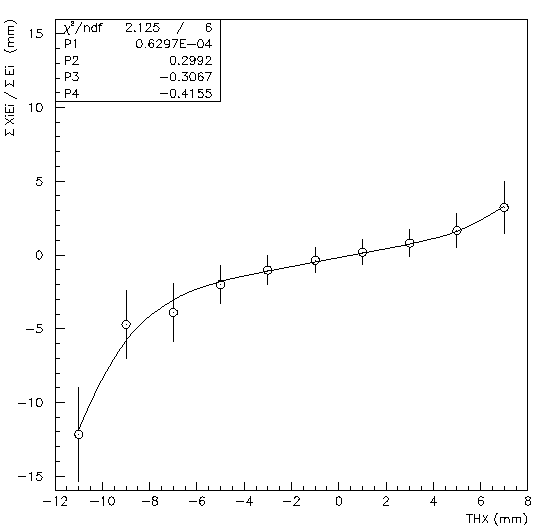 χ²/ndf 2.125 / 6
P1 0.6297E-04
P2 0.2992
P3 -0.3067
P4 -0.4155
Σ XiEi / Σ Ei (mm)
15
10
5
0
-5
-10
-15
-12 -10 -8 -6 -4 -2 0 2 4 6 8
THX (mm)